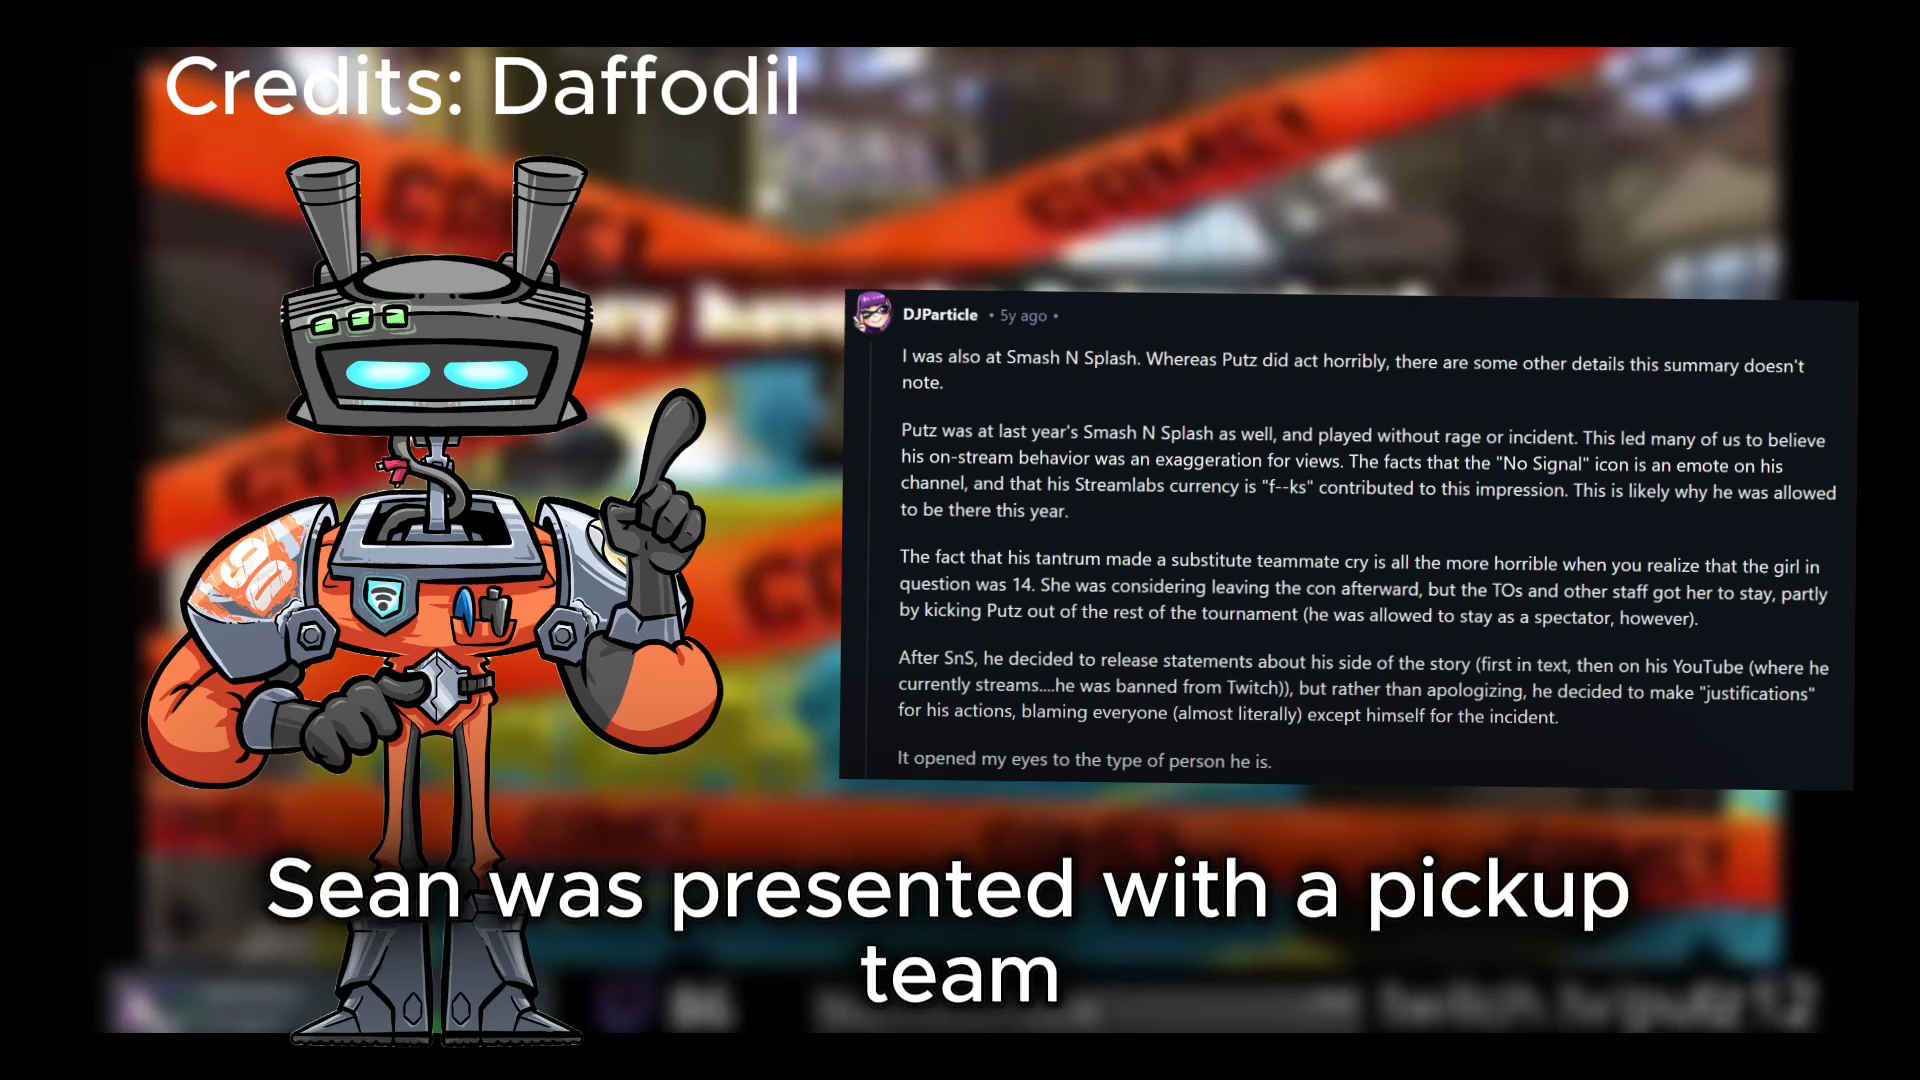 Credits: Daffodil
DJParticle • 5y ago •
I was also at Smash N Splash. Whereas Putz did act horribly, there are some other details this summary doesn't
note.
Putz was at last year's Smash N Splash as well, and played without rage or incident. This led many of us to believe
his on-stream behavior was an exaggeration for views. The facts that the "No Signal" icon is an emote on his
channel, and that his Streamlabs currency is "f--ks" contributed to this impression. This is likely why he was allowed
to be there this year.
The fact that his tantrum made a substitute teammate cry is all the more horrible when you realize that the girl in
question was 14. She was considering leaving the con afterward, but the TOs and other staff got her to stay, partly
by kicking Putz out of the rest of the tournament (he was allowed to stay as a spectator, however).
After SnS, he decided to release statements about his side of the story (first in text, then on his YouTube (where he
currently streams....he was banned from Twitch)), but rather than apologizing, he decided to make "justifications"
for his actions, blaming everyone (almost literally) except himself for the incident.
It opened my eyes to the type of person he is.
Sean was presented with a pickup
team